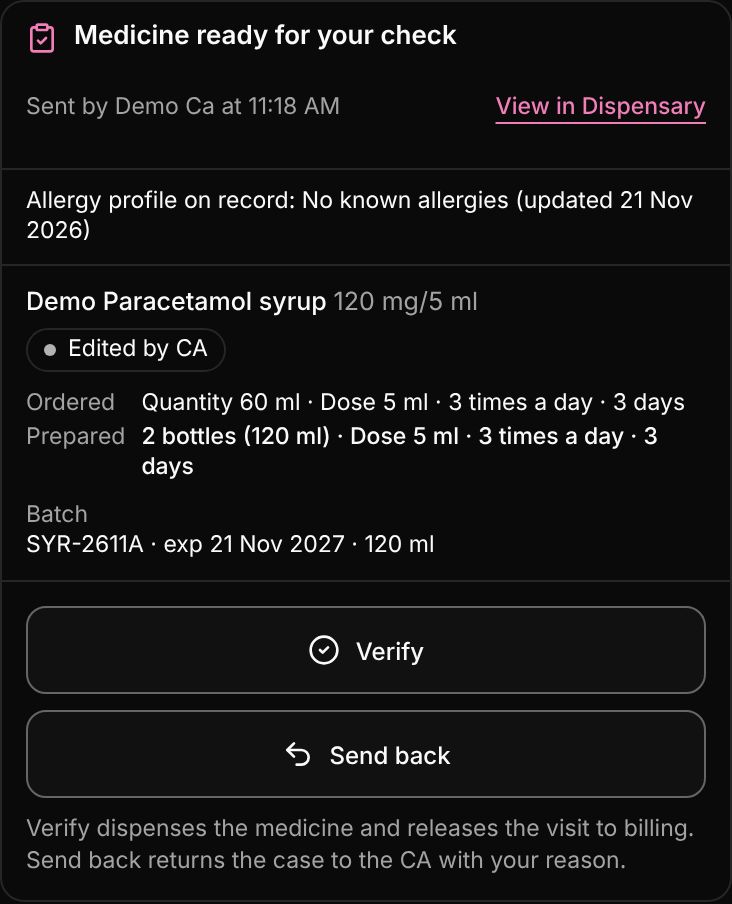 Medicine ready for your check
Sent by Demo Ca at 11:18 AM
View in Dispensary
Allergy profile on record: No known allergies (updated 21 Nov
2026)
Demo Paracetamol syrup 120 mg/5 ml
Edited by CA
Ordered Quantity 60 ml · Dose 5 ml · 3 times a day · 3 days
Prepared 2 bottles (120 ml) · Dose 5 ml · 3 times a day · 3
days
Batch
SYR-2611A · exp 21 Nov 2027 · 120 ml
Verify
Send back
Verify dispenses the medicine and releases the visit to billing.
Send back returns the case to the CA with your reason.